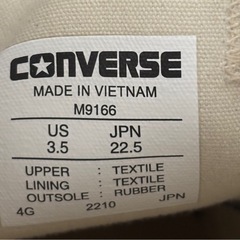 CONVERSE
MADE IN VIETNAM
M9166
US JPN
3.5 22.5
UPPER : TEXTILE
LINING : TEXTILE
OUTSOLE : RUBBER
4G 2210 JPN